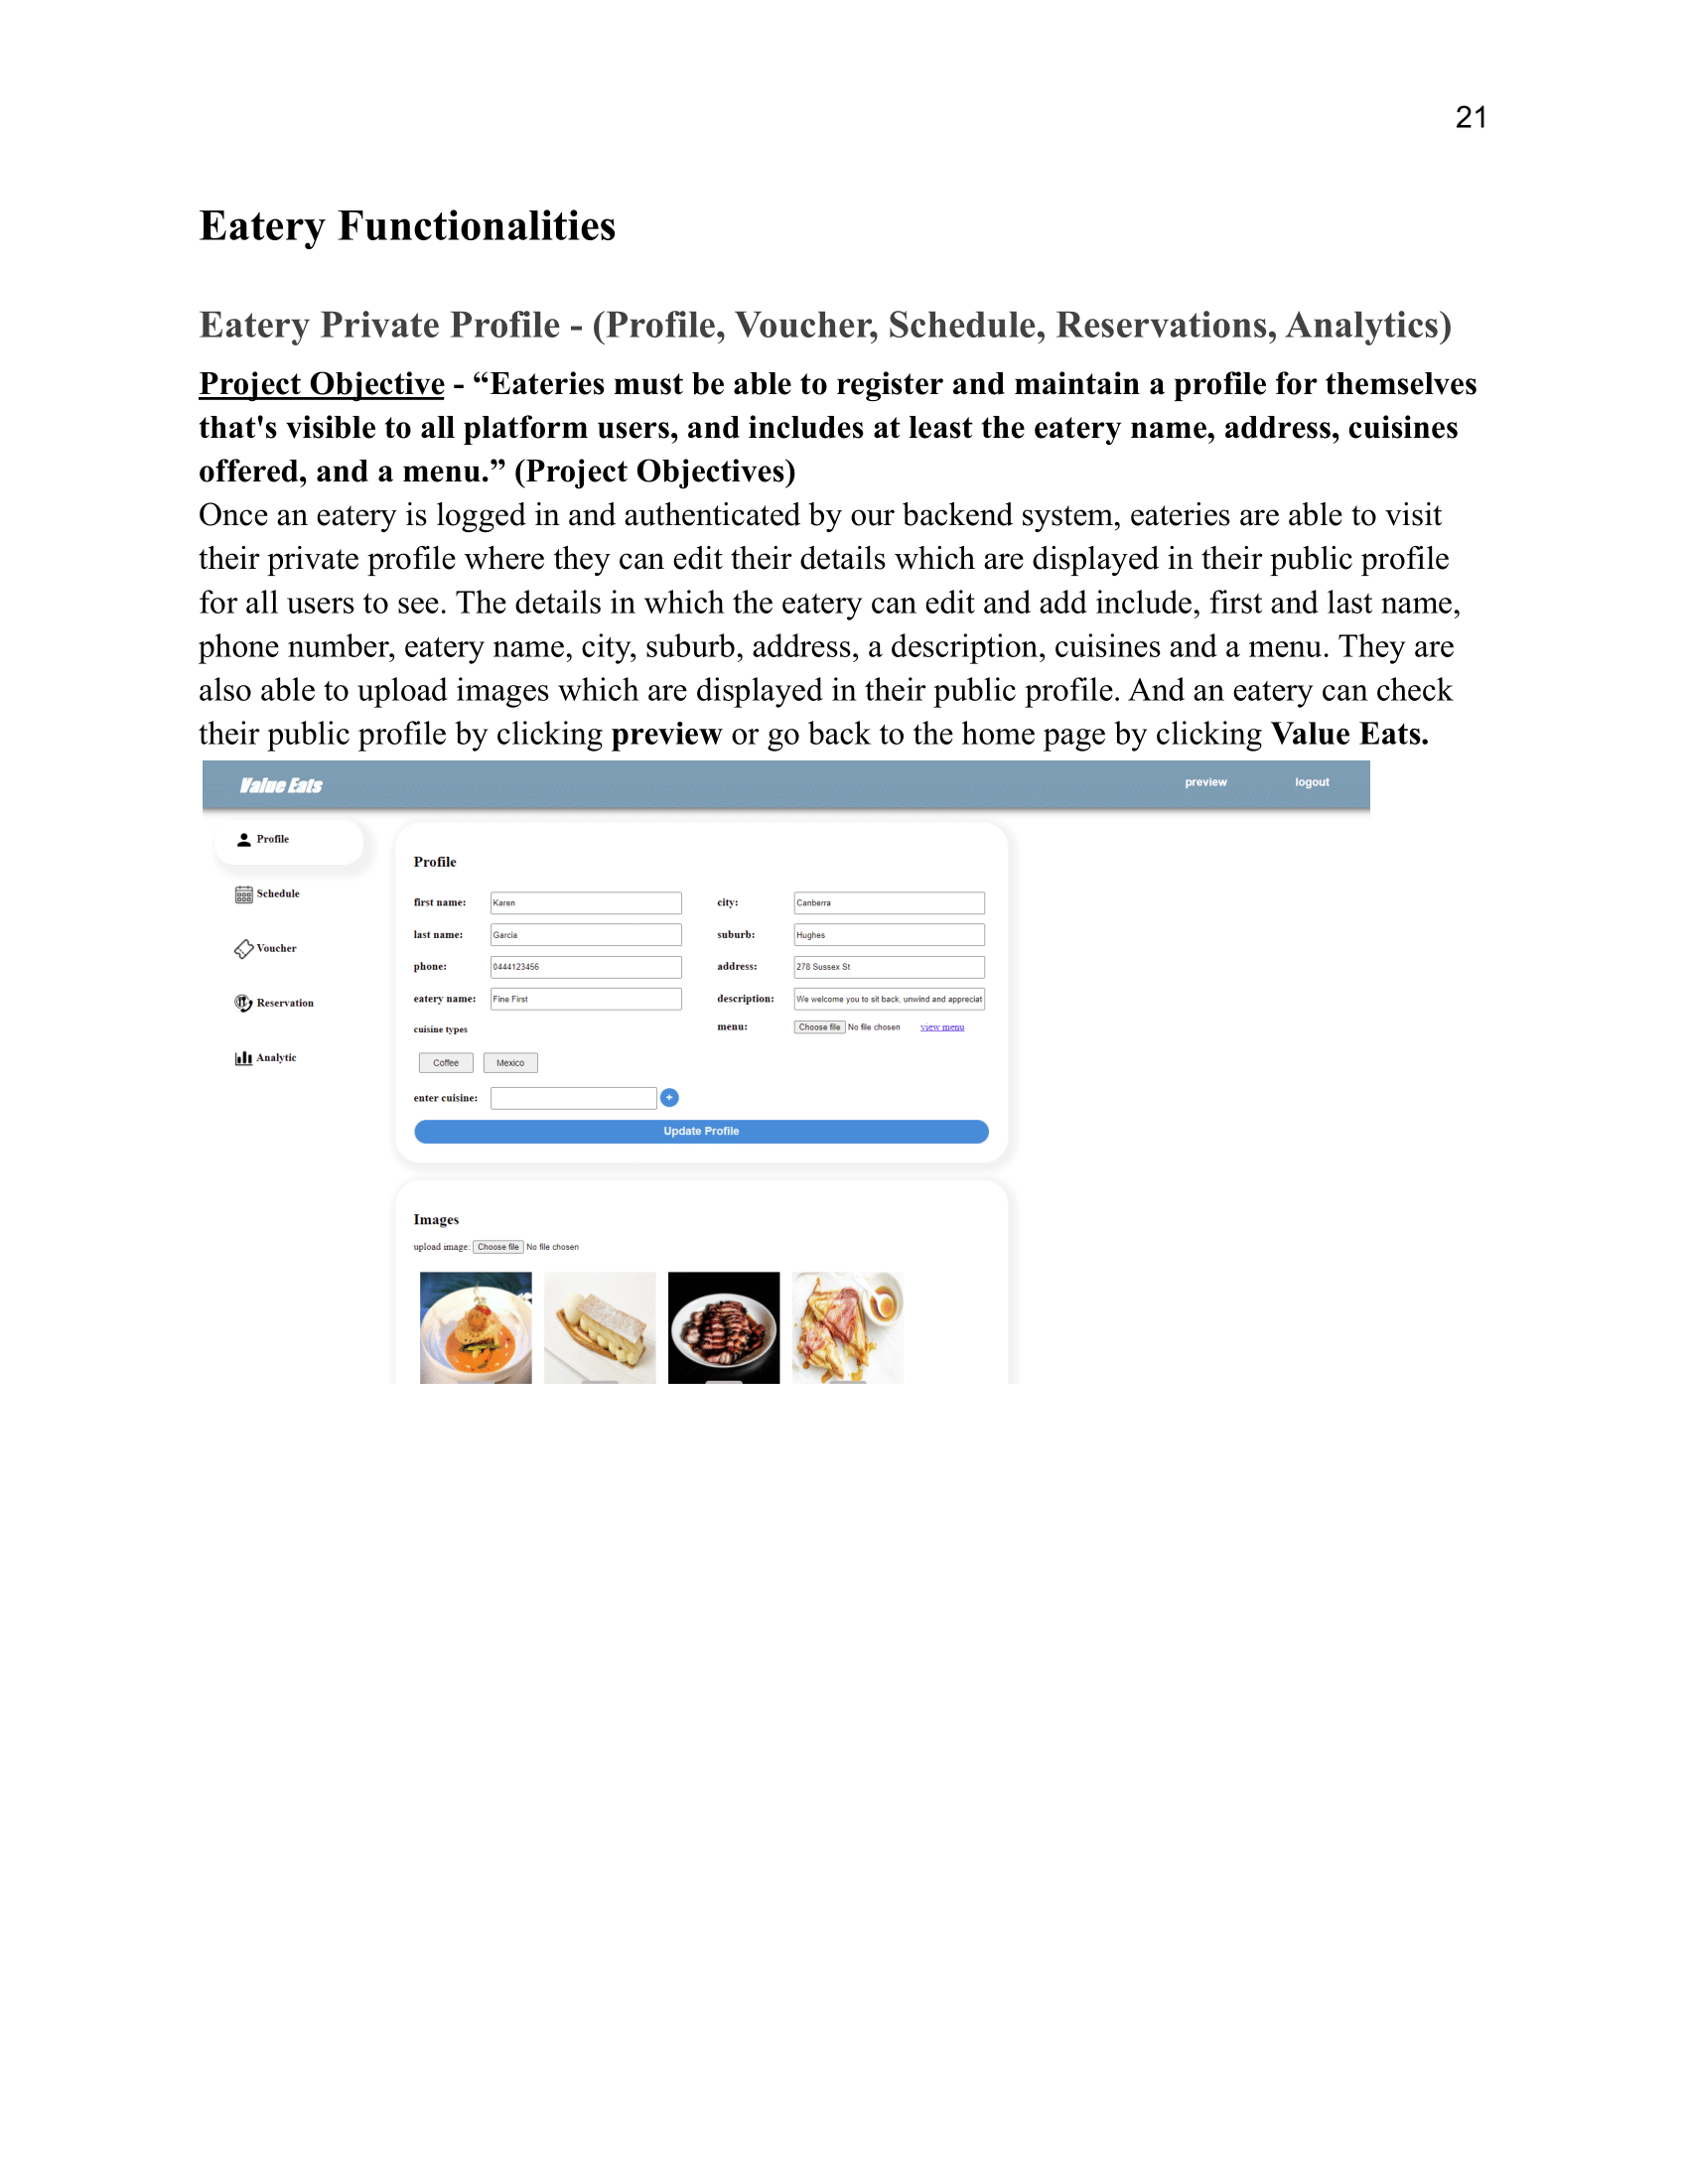 21
Eatery Functionalities
Eatery Private Profile - (Profile, Voucher, Schedule, Reservations, Analytics)
Project Objective - “Eateries must be able to register and maintain a profile for themselves
that's visible to all platform users, and includes at least the eatery name, address, cuisines
offered, and a menu.” (Project Objectives)
Once an eatery is logged in and authenticated by our backend system, eateries are able to visit
their private profile where they can edit their details which are displayed in their public profile
for all users to see. The details in which the eatery can edit and add include, first and last name,
phone number, eatery name, city, suburb, address, a description, cuisines and a menu. They are
also able to upload images which are displayed in their public profile. And an eatery can check
their public profile by clicking preview or go back to the home page by clicking Value Eats.
Value Eats preview logout
Profile
Schedule
Voucher
Reservation
Analytic
Profile
first name: Karen city: Canberra
last name: Garcia suburb: Hughes
phone: 0444123456 address: 278 Sussex St
eatery name: Fine First description: We welcome you to sit back, unwind and appreciat
cuisine types menu: Choose file No file chosen view menu
Coffee Mexico
enter cuisine: +
Update Profile
Images
upload image: Choose file No file chosen